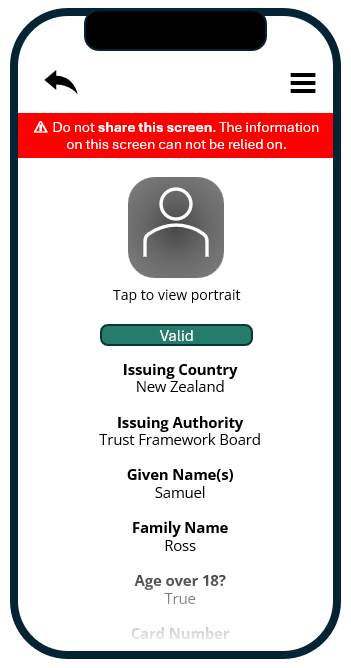 Do not share this screen. The information
on this screen can not be relied on.
Tap to view portrait
Valid
Issuing Country
New Zealand
Issuing Authority
Trust Framework Board
Given Name(s)
Samuel
Family Name
Ross
Age over 18?
True
Card Number